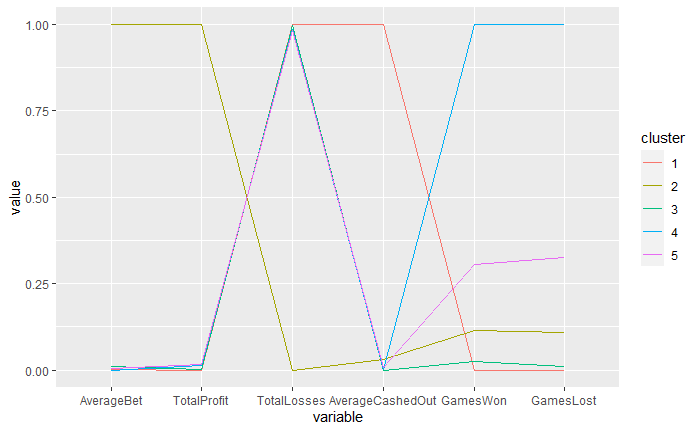 1.00
0.75
0.50
0.25
0.00
value
AverageBet TotalProfit TotalLosses AverageCashedOut GamesWon GamesLost
variable
cluster
1
2
3
4
5